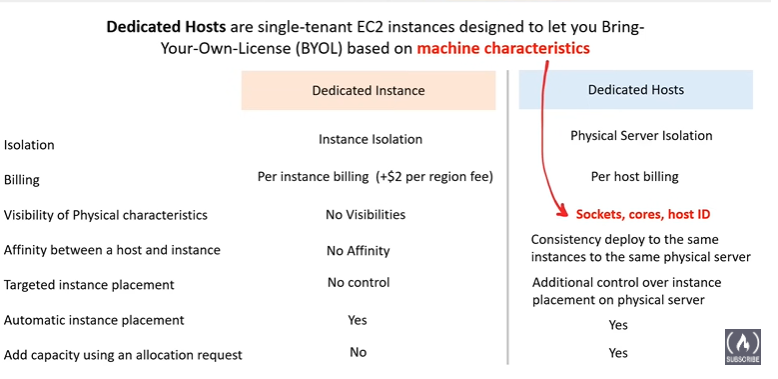 Dedicated Hosts are single-tenant EC2 instances designed to let you Bring-
Your-Own-License (BYOL) based on machine characteristics
Dedicated Instance
Dedicated Hosts
Isolation
Instance Isolation
Physical Server Isolation
Billing
Per instance billing (+$2 per region fee)
Per host billing
Visibility of Physical characteristics
No Visibilities
Sockets, cores, host ID
Affinity between a host and instance
No Affinity
Consistency deploy to the same
instances to the same physical server
Targeted instance placement
No control
Additional control over instance
placement on physical server
Automatic instance placement
Yes
Yes
Add capacity using an allocation request
No
Yes
SUBSCRIBE